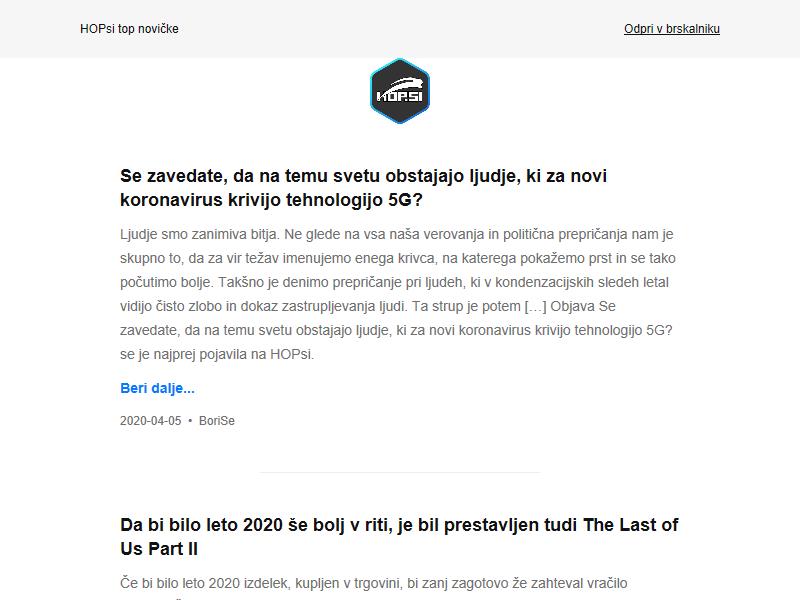 HOPsi top novičke
Odpri v brskalniku
HOPSI
Se zavedate, da na temu svetu obstajajo ljudje, ki za novi
koronavirus krivijo tehnologijo 5G?
Ljudje smo zanimiva bitja. Ne glede na vsa naša verovanja in politična prepričanja nam je
skupno to, da za vir težav imenujemo enega krivca, na katerega pokažemo prst in se tako
počutimo bolje. Takšno je denimo prepričanje pri ljudeh, ki v kondenzacijskih sledeh letal
vidijo čisto zlobo in dokaz zastrupljevanja ljudi. Ta strup je potem […] Objava Se
zavedate, da na temu svetu obstajajo ljudje, ki za novi koronavirus krivijo tehnologijo 5G?
se je najprej pojavila na HOPsi.
Beri dalje...
2020-04-05 • BoriSe
Da bi bilo leto 2020 še bolj v riti, je bil prestavljen tudi The Last of
Us Part II
Če bi bilo leto 2020 izdelek, kupljen v trgovini, bi zanj zagotovo že zahteval vračilo